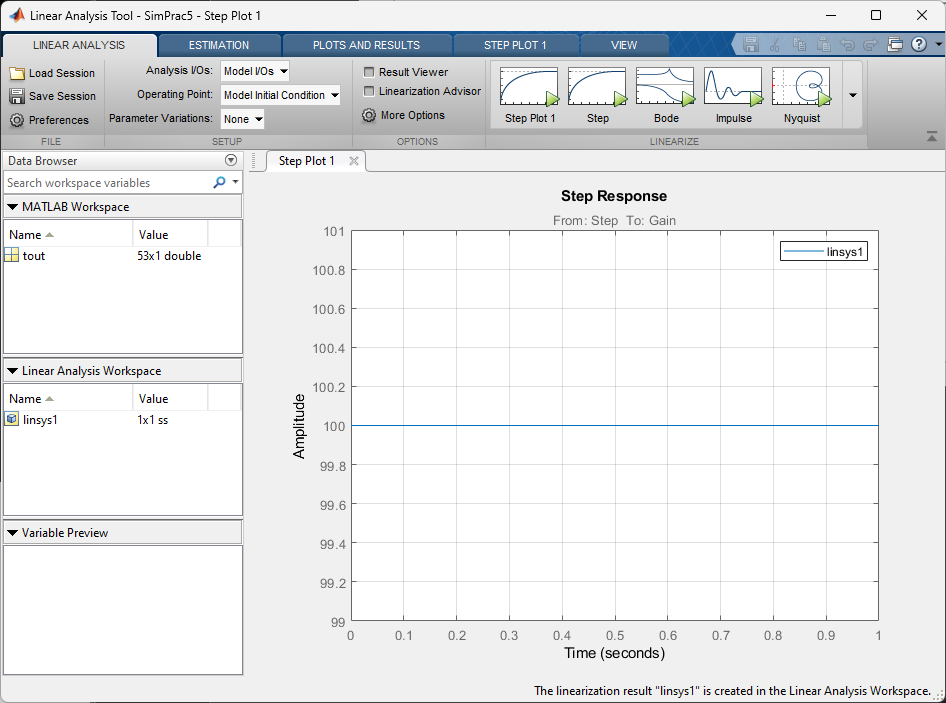 Linear Analysis Tool - SimPrac5 - Step Plot 1
LINEAR ANALYSIS ESTIMATION PLOTS AND RESULTS STEP PLOT 1 VIEW
Load Session
Save Session
Preferences
FILE
Analysis I/Os: Model I/Os
Operating Point: Model Initial Condition
Parameter Variations: None
SETUP
Result Viewer
Linearization Advisor
More Options
OPTIONS
Step Plot 1 Step Bode Impulse Nyquist
LINEARIZE
Data Browser
Search workspace variables
MATLAB Workspace
Name Value
tout 53x1 double
Linear Analysis Workspace
Name Value
linsys1 1x1 ss
Variable Preview
Step Plot 1
Step Response
From: Step To: Gain
linsys1
101
100.8
100.6
100.4
100.2
100
99.8
99.6
99.4
99.2
99
Amplitude
0 0.1 0.2 0.3 0.4 0.5 0.6 0.7 0.8 0.9 1
Time (seconds)
The linearization result "linsys1" is created in the Linear Analysis Workspace.